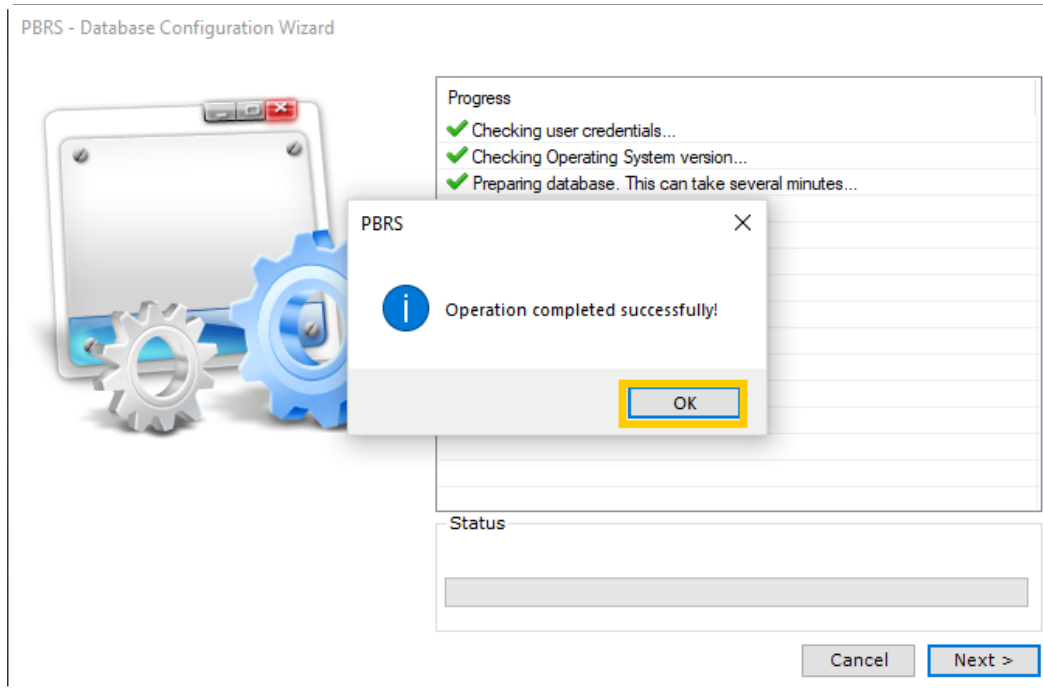 PBRS - Database Configuration Wizard
Progress
Checking user credentials...
Checking Operating System version...
Preparing database. This can take several minutes...
PBRS
Operation completed successfully!
OK
Status
Cancel
Next >